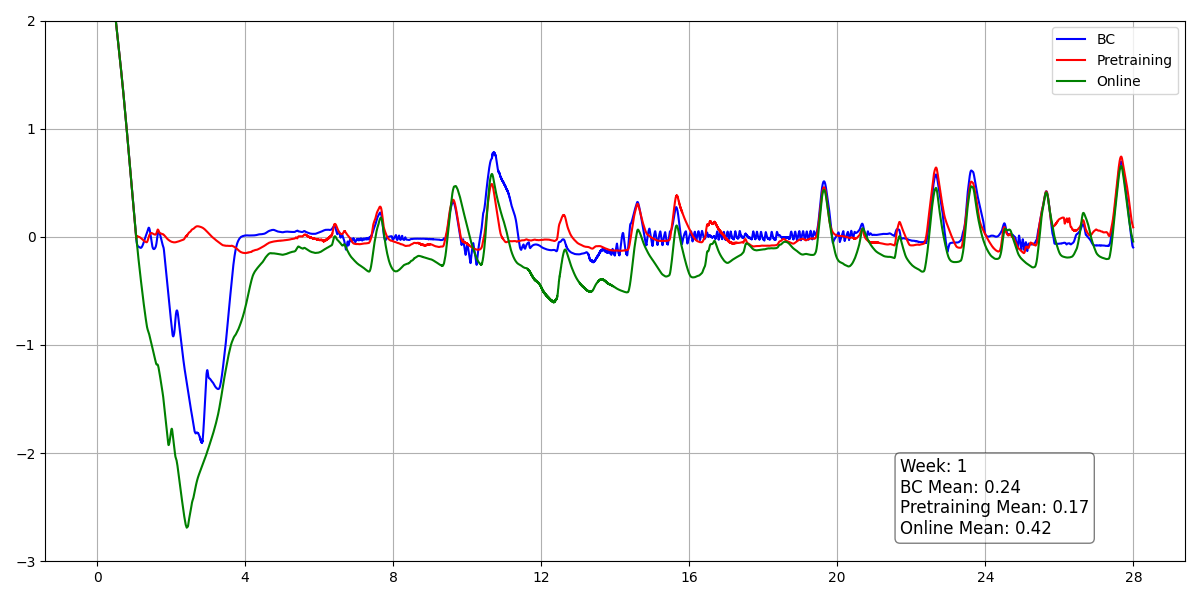 2
1
0
−1
−2
−3
0 4 8 12 16 20 24 28
BC
Pretraining
Online
Week: 1
BC Mean: 0.24
Pretraining Mean: 0.17
Online Mean: 0.42